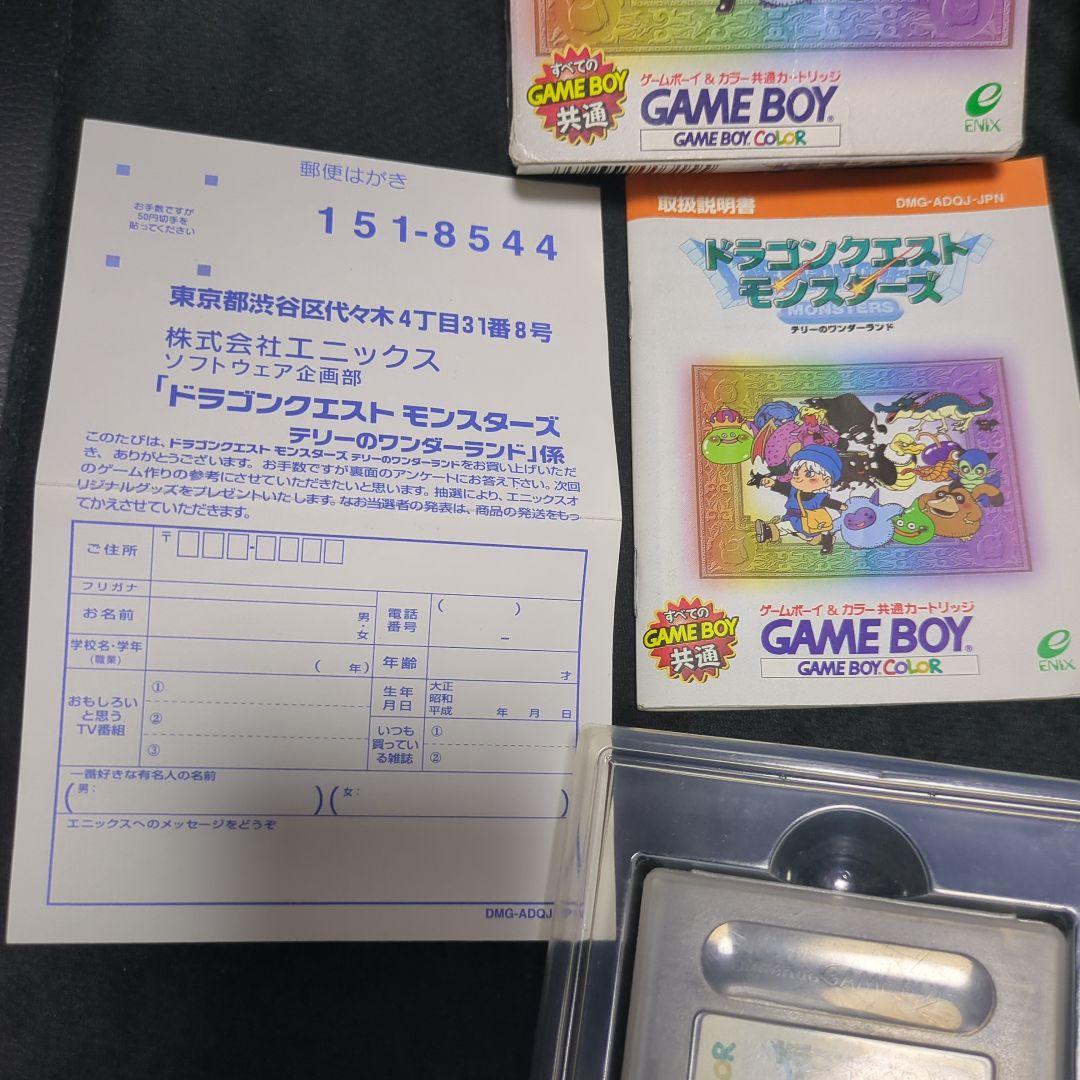 すべての
GAME BOY
共通
ゲームボーイ & カラー共通カートリッジ
GAME BOY
GAME BOY COLOR
ENIX
郵便はがき
お手数ですが
50円切手を
貼ってください
151-8544
東京都渋谷区代々木4丁目31番8号
株式会社エニックス
ソフトウェア企画部
「ドラゴンクエスト モンスターズ
テリーのワンダーランド」係
このたびは、ドラゴンクエスト モンスターズ テリーのワンダーランドをお買い上げいただ
き、ありがとうございます。お手数ですが裏面のアンケートにお答え下さい。次回
のゲーム作りの参考にさせていただきたいと思います。抽選により、エニックスオ
リジナルグッズをプレゼントいたします。なお当選者の発表は、商品の発送をもっ
てかえさせていただきます。
ご住所
〒
フリガナ
お名前
男・女
電話
番号
( )
-
学校名・学年
(職業)
( 年)
年齢
才
おもしろい
と思う
TV番組
①
②
③
生年
月日
大正
昭和
平成
年 月 日
いつも
買ってい
る雑誌
①
②
一番好きな有名人の名前
(男: ) (女: )
エニックスへのメッセージをどうぞ
DMG-ADQJ-JPN
取扱説明書
DMG-ADQJ-JPN
ドラゴンクエスト
モンスターズ
MONSTERS
テリーのワンダーランド
すべての
GAME BOY
共通
ゲームボーイ & カラー共通カートリッジ
GAME BOY
GAME BOY COLOR
ENIX